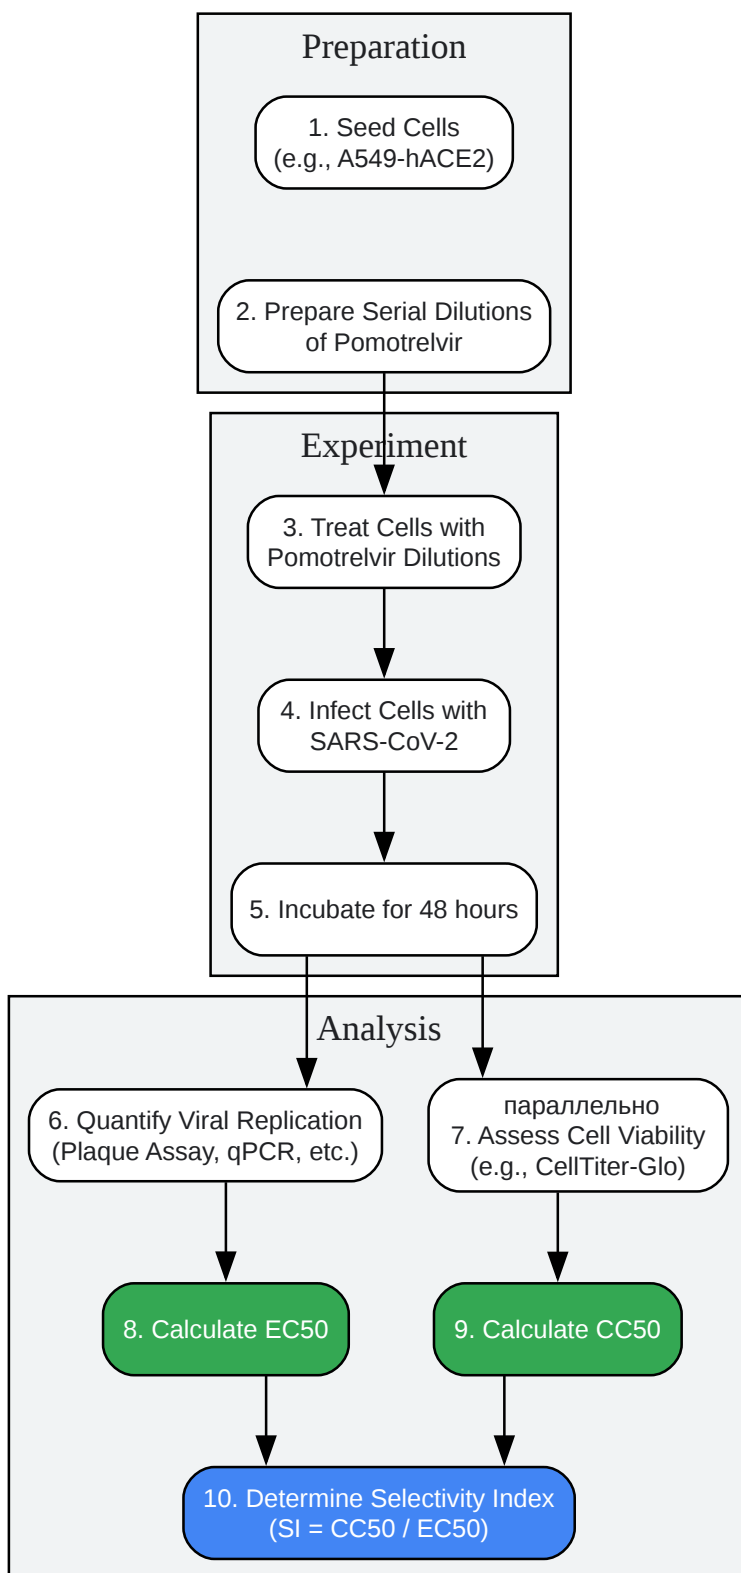 Preparation
1. Seed Cells
(e.g., A549-hACE2)
2. Prepare Serial Dilutions
of Pomotrelvir
Experiment
3. Treat Cells with
Pomotrelvir Dilutions
4. Infect Cells with
SARS-CoV-2
5. Incubate for 48 hours
Analysis
6. Quantify Viral Replication
(Plaque Assay, qPCR, etc.)
параллельно
7. Assess Cell Viability
(e.g., CellTiter-Glo)
8. Calculate EC50
9. Calculate CC50
10. Determine Selectivity Index
(SI = CC50 / EC50)